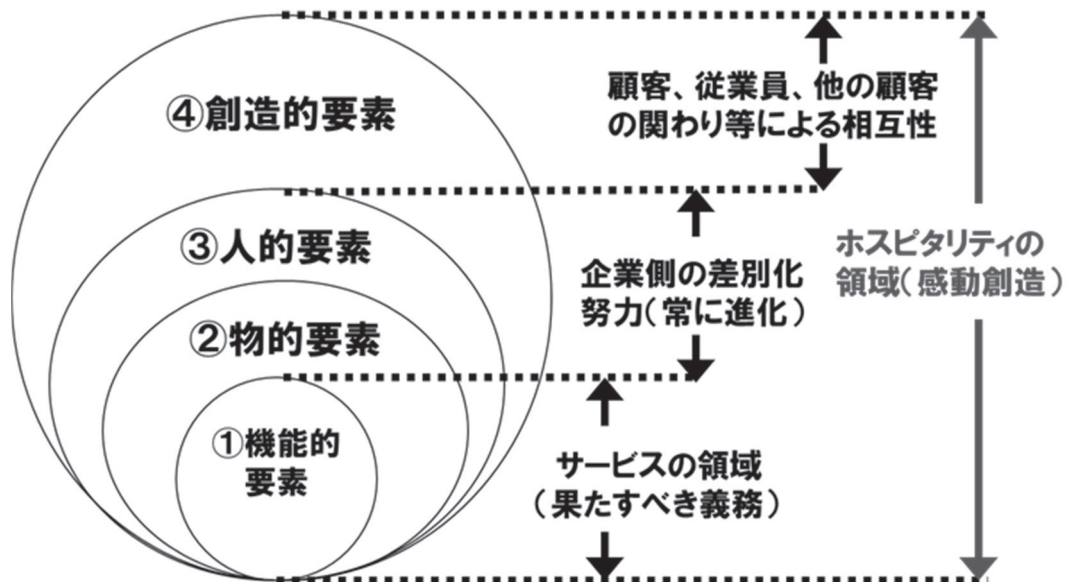 ④創造的要素
顧客、従業員、他の顧客
の関わり等による相互性
③人的要素
ホスピタリティの
領域(感動創造)
企業側の差別化
努力(常に進化)
②物的要素
①機能的
要素
サービスの領域
(果たすべき義務)